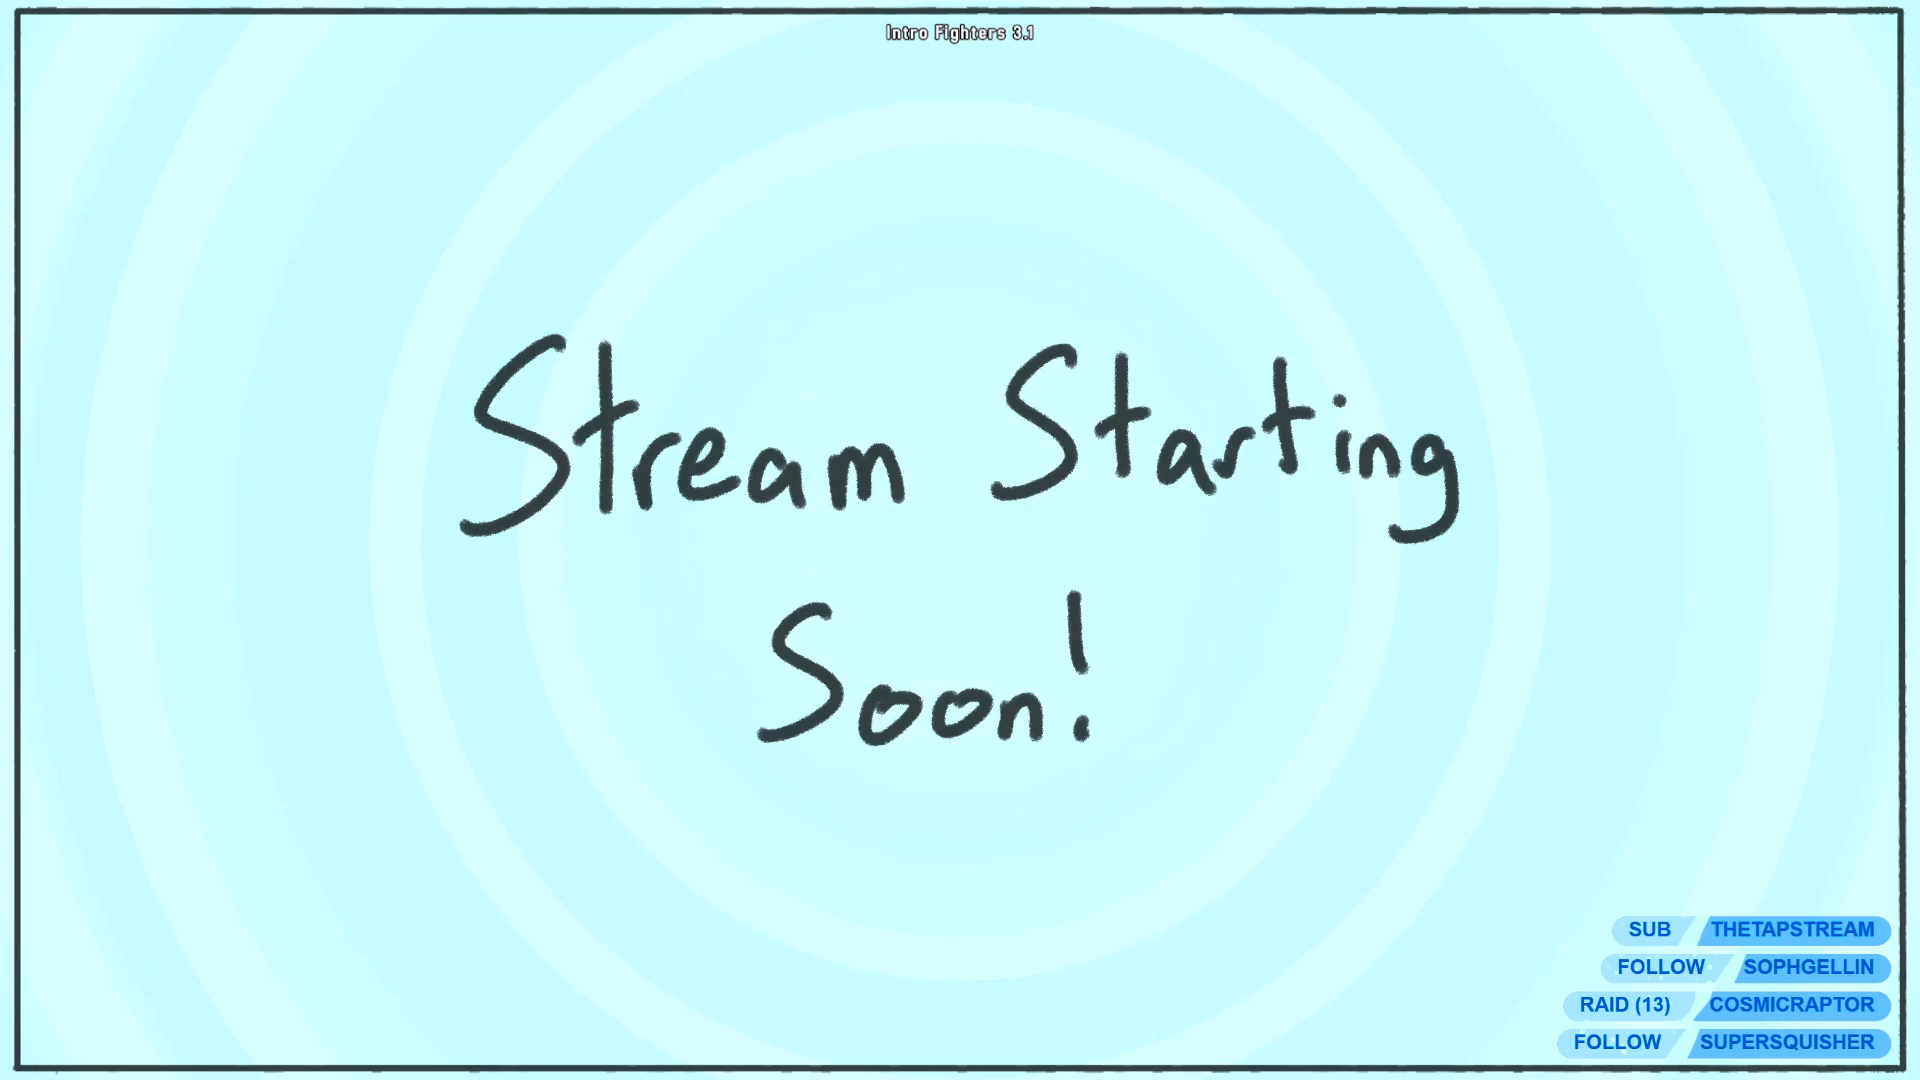 Intro Fighters 3.1
Stream Starting
Soon!
SUB THETAPSTREAM
FOLLOW SOPHGELLIN
RAID (13) COSMICRAPTOR
FOLLOW SUPERSQUISHER